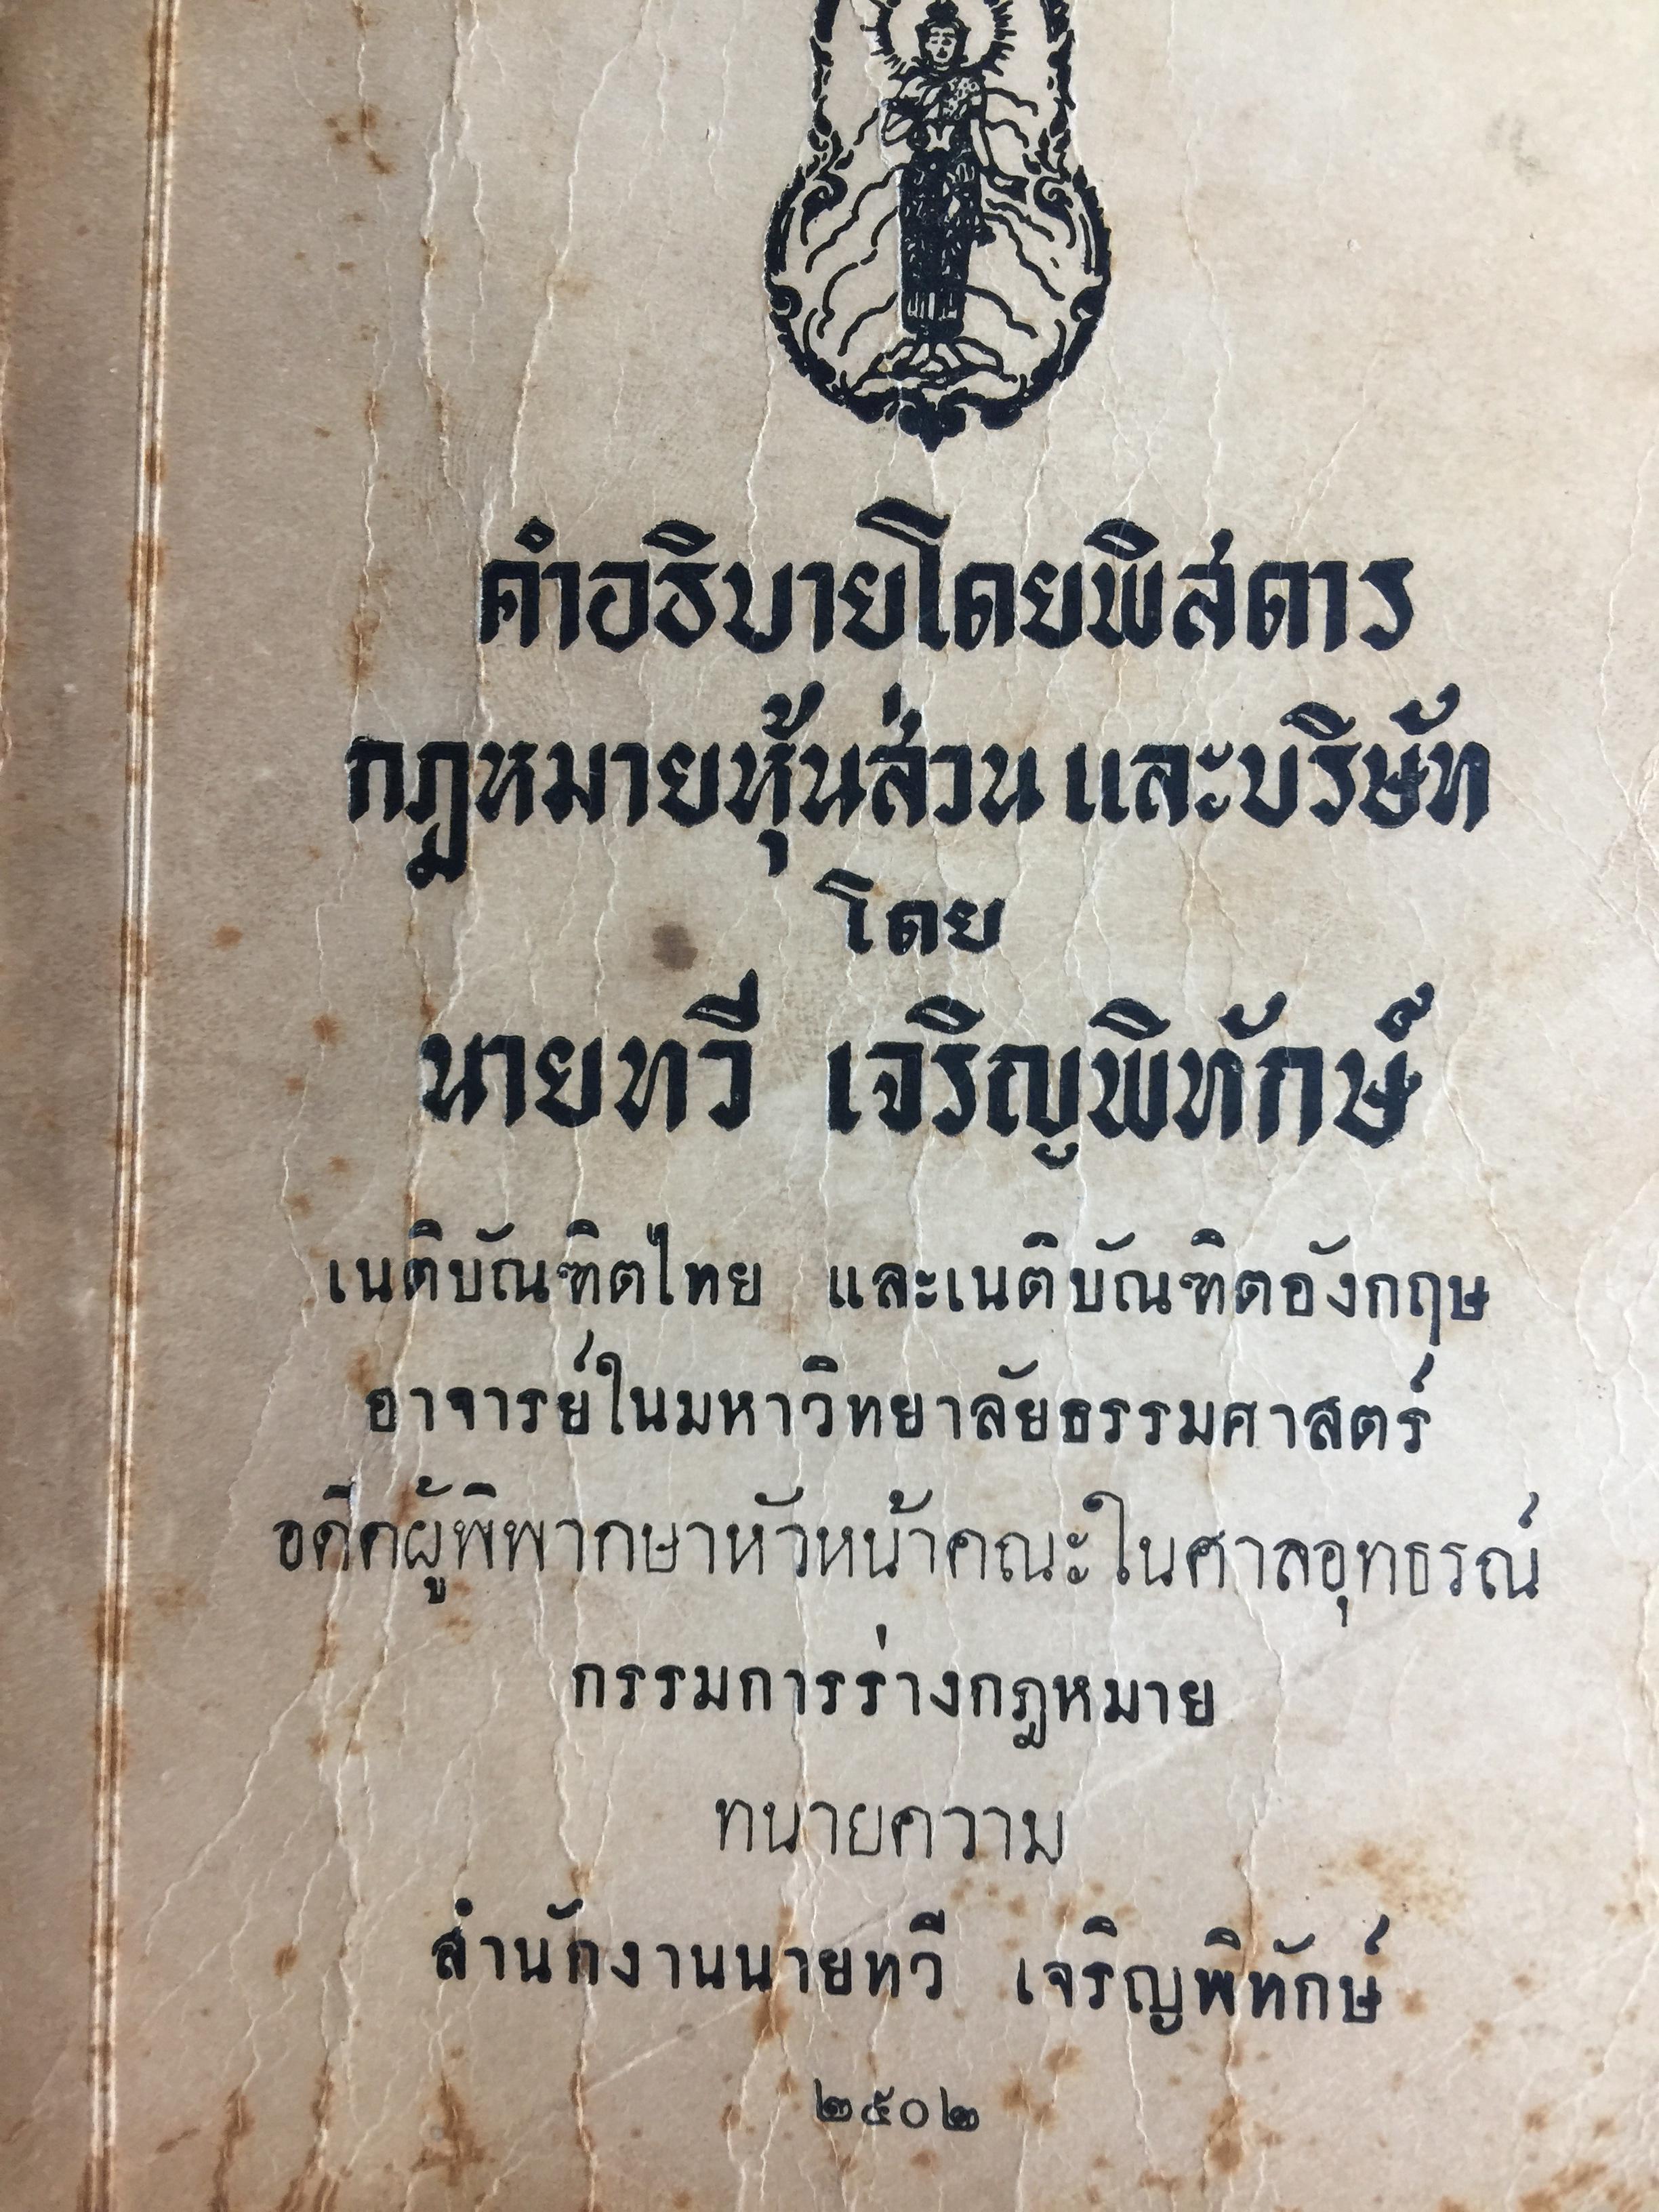 คำอธิบายโดยพิสดาร
กฎหมายหุ้นส่วน และบริษัท
โดย
นายทวี เจริญพิทักษ์
เนติบัณฑิตไทย และเนติบัณฑิตอังกฤษ
อาจารย์ในมหาวิทยาลัยธรรมศาสตร์
อดีตผู้พิพากษาหัวหน้าคณะในศาลอุทธรณ์
กรรมการร่างกฎหมาย
ทนายความ
สำนักงานนายทวี เจริญพิทักษ์
๒๕๐๒